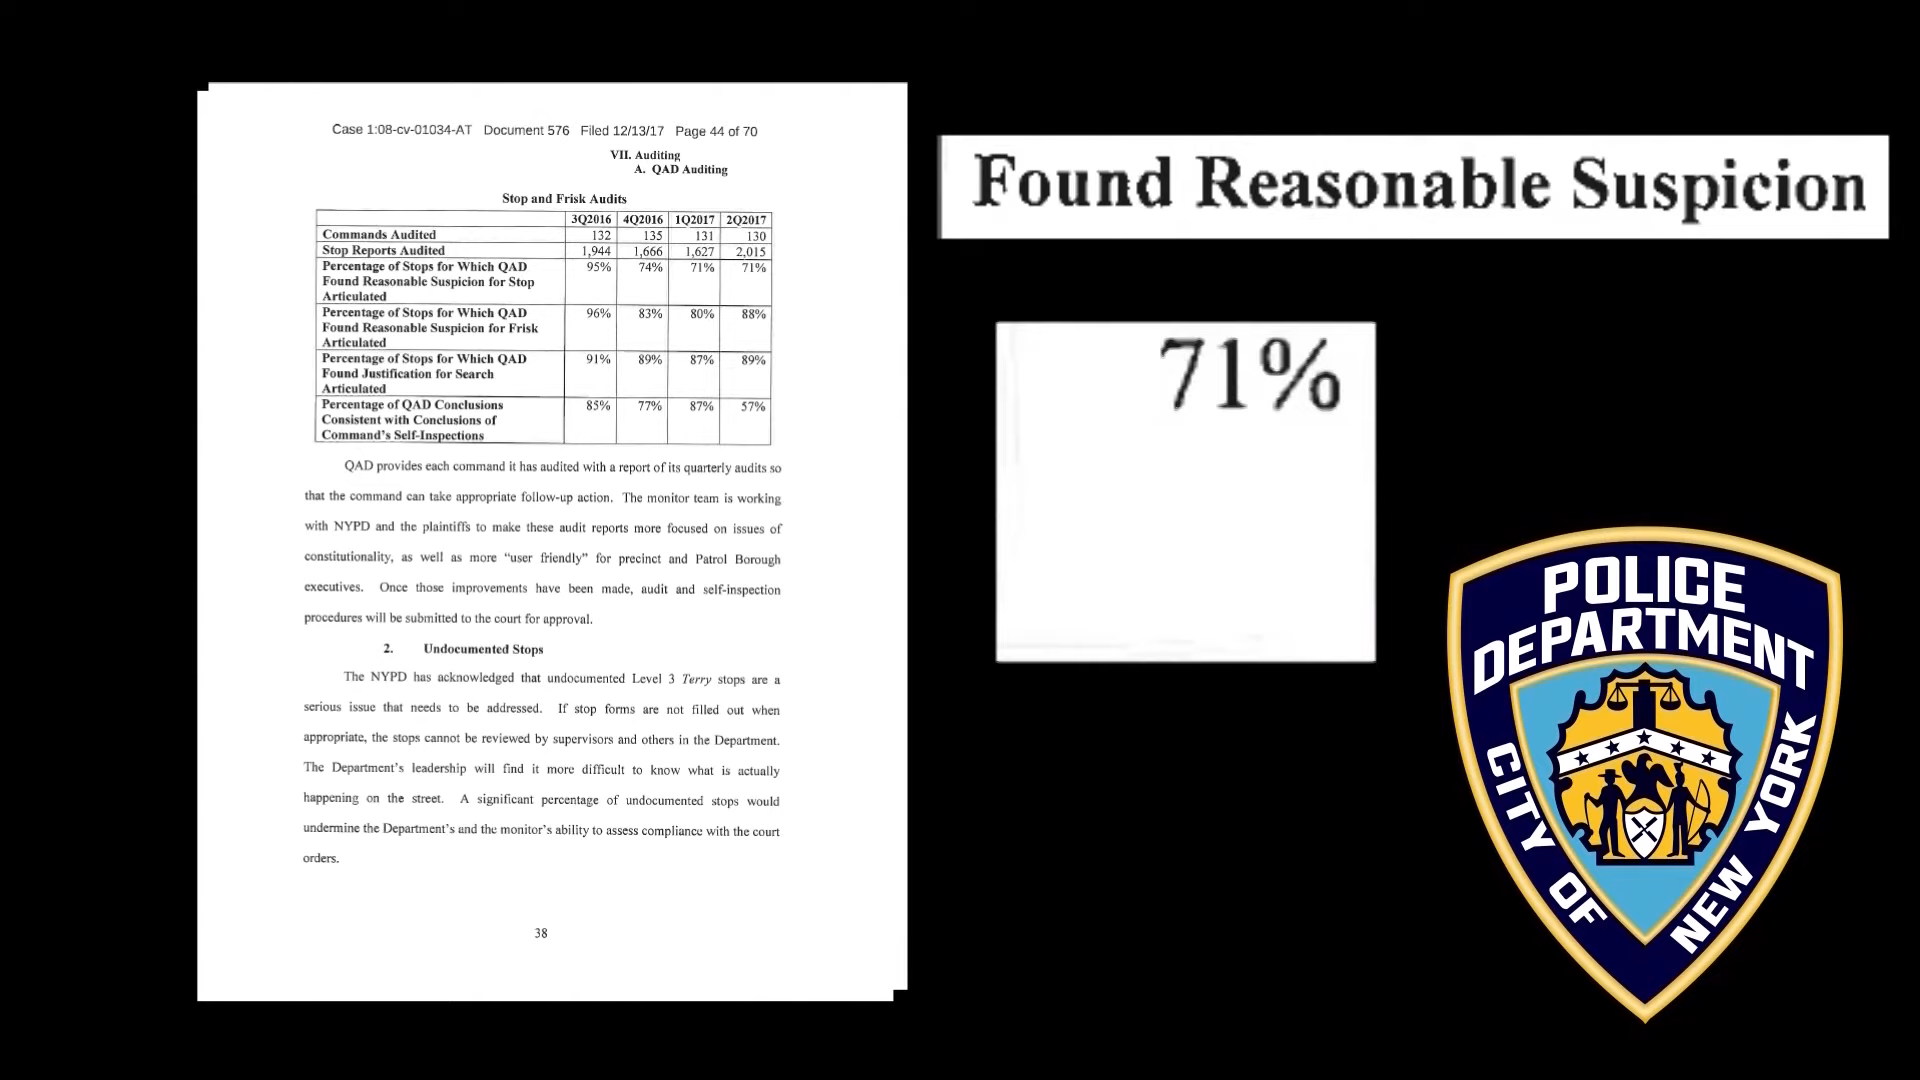 Case 1:08-cv-01034-AT Document 576 Filed 12/13/17 Page 44 of 70
VII. Auditing
A. QAD Auditing
Stop and Frisk Audits
3Q2016 4Q2016 1Q2017 2Q2017
Commands Audited 132 135 131 130
Stop Reports Audited 1,944 1,666 1,627 2,015
Percentage of Stops for Which QAD 95% 74% 71% 71%
Found Reasonable Suspicion for Stop
Articulated
Percentage of Stops for Which QAD 96% 83% 80% 88%
Found Reasonable Suspicion for Frisk
Articulated
Percentage of Stops for Which QAD 91% 89% 87% 89%
Found Justification for Search
Articulated
Percentage of QAD Conclusions 85% 77% 87% 57%
Consistent with Conclusions of
Command's Self-Inspections
QAD provides each command it has audited with a report of its quarterly audits so
that the command can take appropriate follow-up action. The monitor team is working
with NYPD and the plaintiffs to make these audit reports more focused on issues of
constitutionality, as well as more “user friendly” for precinct and Patrol Borough
executives. Once those improvements have been made, audit and self-inspection
procedures will be submitted to the court for approval.
2. Undocumented Stops
The NYPD has acknowledged that undocumented Level 3 Terry stops are a
serious issue that needs to be addressed. If stop forms are not filled out when
appropriate, the stops cannot be reviewed by supervisors and others in the Department.
The Department's leadership will find it more difficult to know what is actually
happening on the street. A significant percentage of undocumented stops would
undermine the Department's and the monitor's ability to assess compliance with the court
orders.
38
Found Reasonable Suspicion
71%
POLICE
DEPARTMENT
CITY OF
NEW YORK